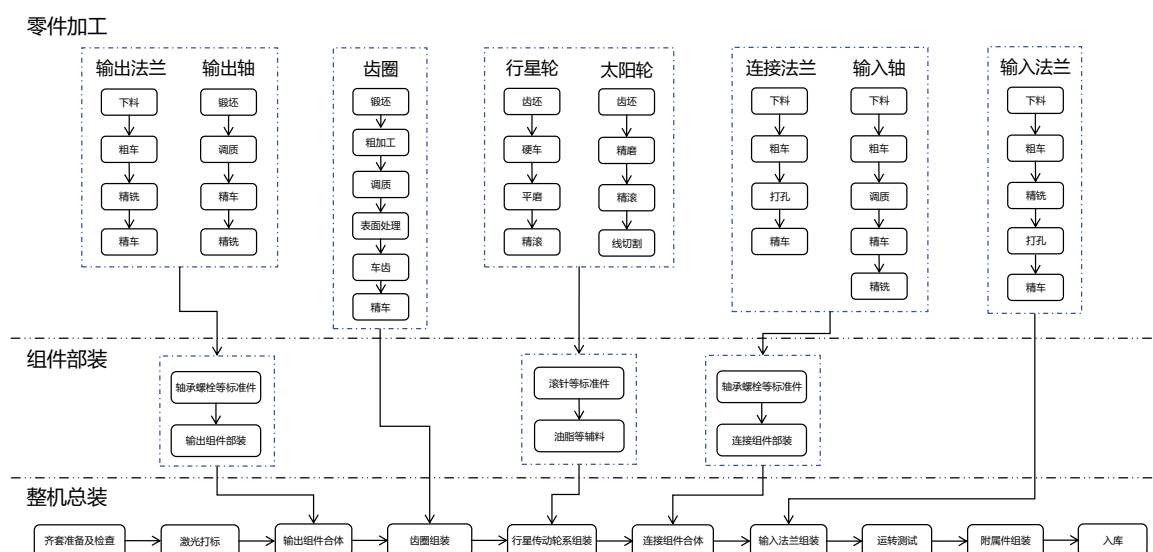 零件加工
输出法兰
下料
粗车
精铣
精车
输出轴
锻坯
调质
精车
精铣
齿圈
锻坯
粗加工
调质
表面处理
车齿
精车
行星轮
齿坯
硬车
平磨
精滚
太阳轮
齿坯
精磨
精滚
线切割
连接法兰
下料
粗车
打孔
精车
输入轴
下料
粗车
调质
精车
精铣
输入法兰
下料
粗车
精铣
打孔
精车
组件部装
轴承螺栓等标准件
输出组件部装
滚针等标准件
油脂等辅料
轴承螺栓等标准件
连接组件部装
整机总装
齐套准备及检查
激光打标
输出组件合体
齿圈组装
行星传动轮系组装
连接组件合体
输入法兰组装
运转测试
附属件组装
入库